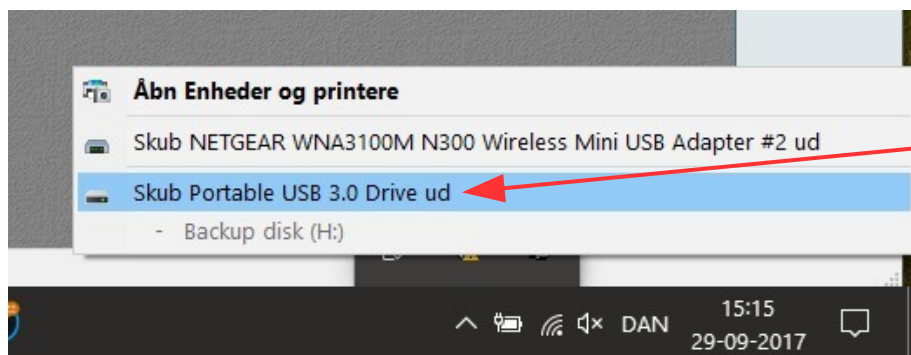 Åbn Enheder og printere
Skub NETGEAR WNA3100M N300 Wireless Mini USB Adapter #2 ud
Skub Portable USB 3.0 Drive ud
- Backup disk (H:)
DAN
15:15
29-09-2017